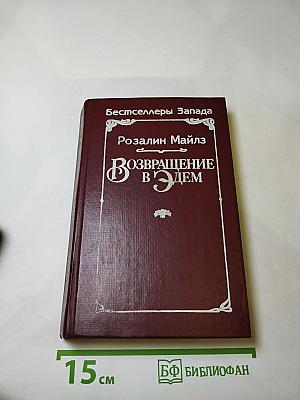 Бестселлеры Запада
Розалин Майлз
Возвращение
в Эдем
15 см
БФ БИБЛИОФАН